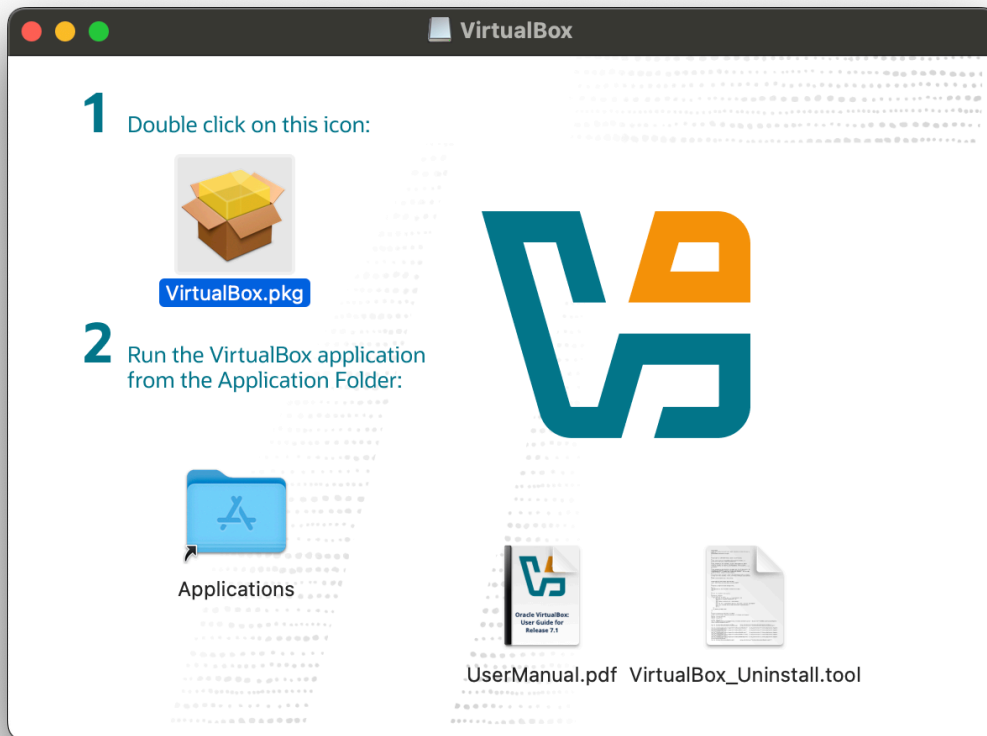 VirtualBox
1
Double click on this icon:
VirtualBox.pkg
2
Run the VirtualBox application
from the Application Folder:
Applications
Oracle VirtualBox:
User Guide for
Release 7.1
UserManual.pdf
VirtualBox_Uninstall.tool